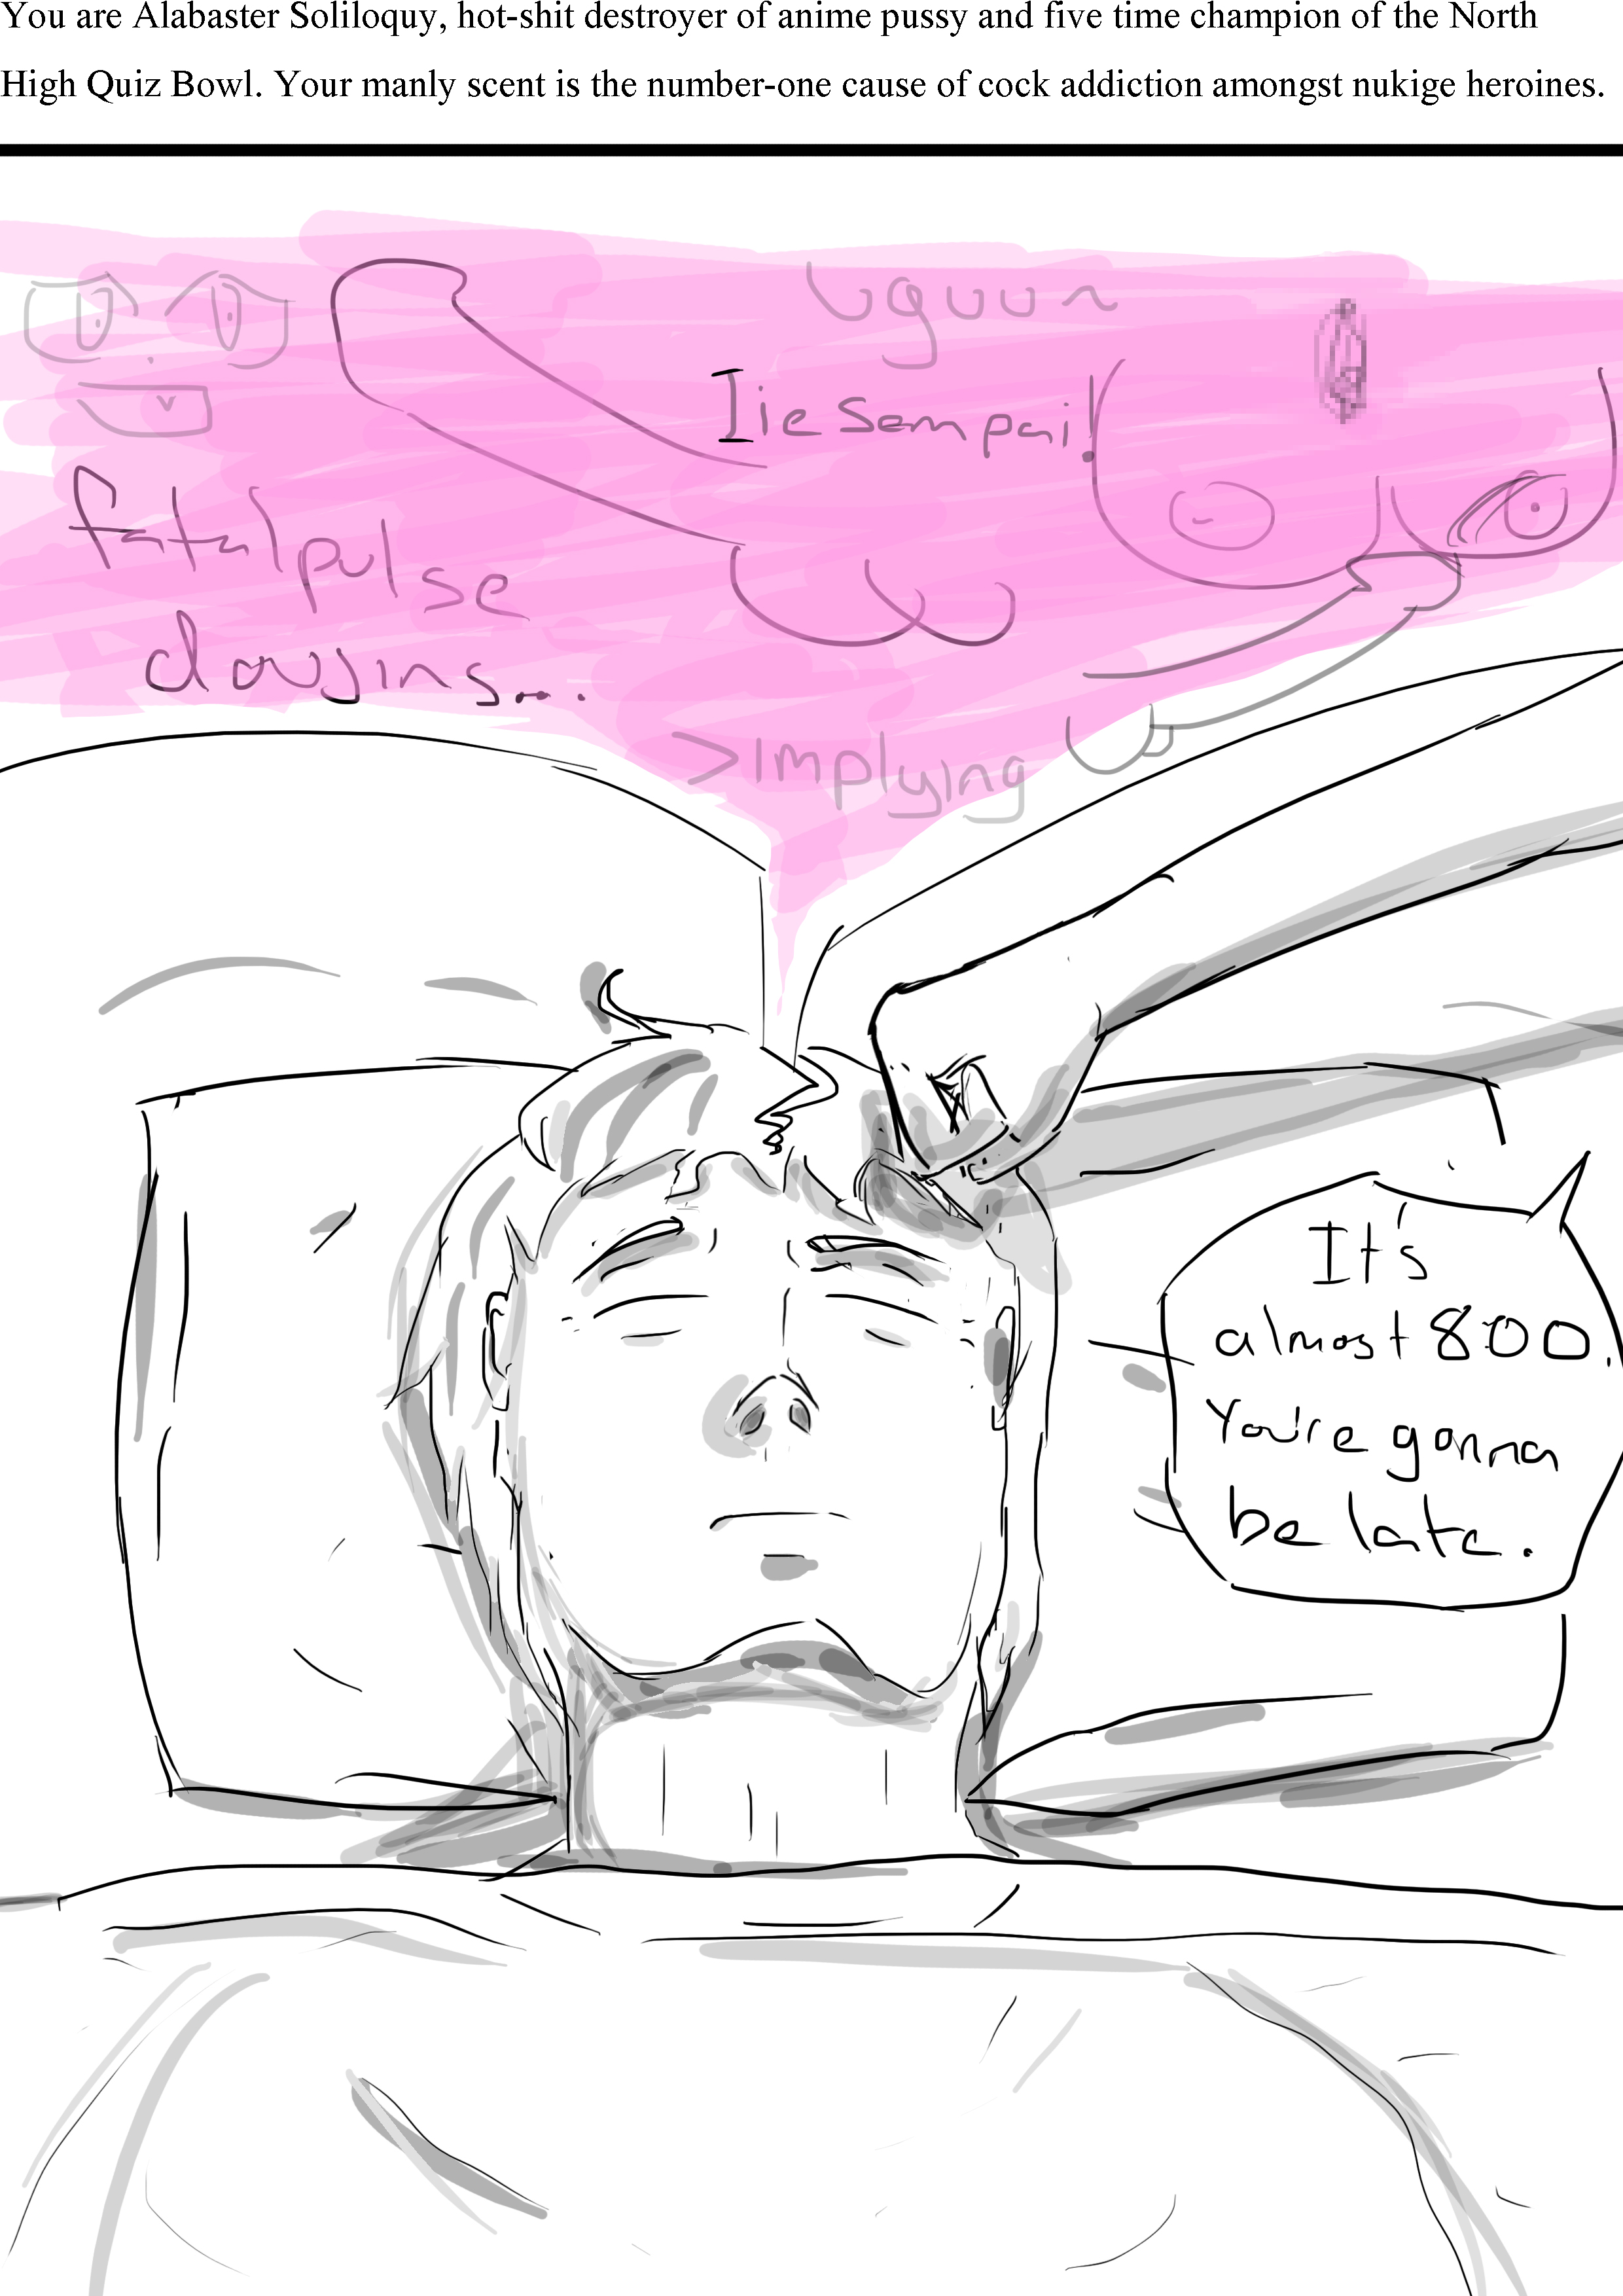 You are Alabaster Soliloquy, hot-shit destroyer of anime pussy and five time champion of the North
High Quiz Bowl. Your manly scent is the number-one cause of cock addiction amongst nukige heroines.
Uguu~
Iie Sempai!
fatalpulse
doujins...
>Implying
It's
almost 8:00.
You're gonna
be late.